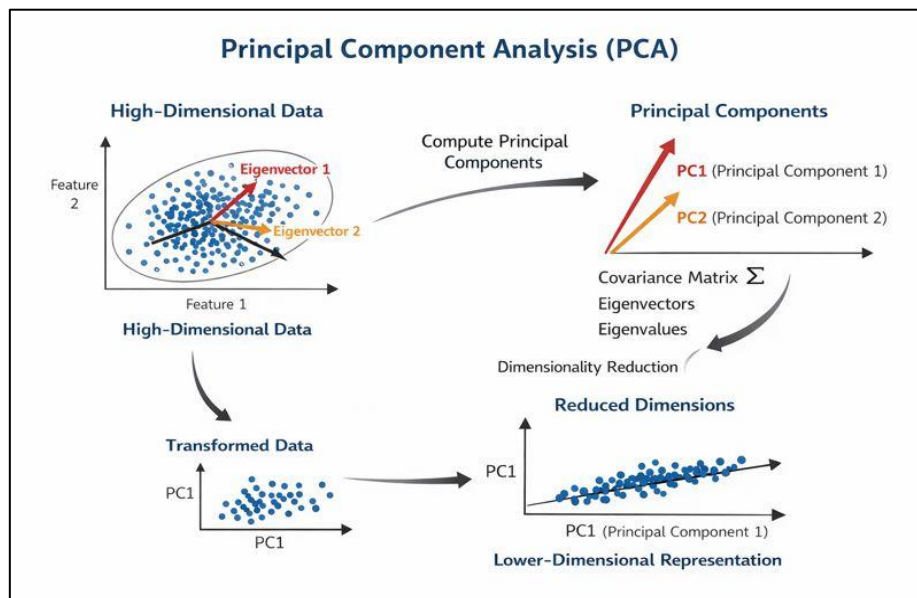 Principal Component Analysis (PCA)
High-Dimensional Data
Feature
2
Eigenvector 1
Eigenvector 2
Feature 1
High-Dimensional Data
Compute Principal
Components
Principal Components
PC1 (Principal Component 1)
PC2 (Principal Component 2)
Covariance Matrix Σ
Eigenvectors
Eigenvalues
Dimensionality Reduction
Transformed Data
PC1
PC1
Reduced Dimensions
PC1
PC1 (Principal Component 1)
Lower-Dimensional Representation